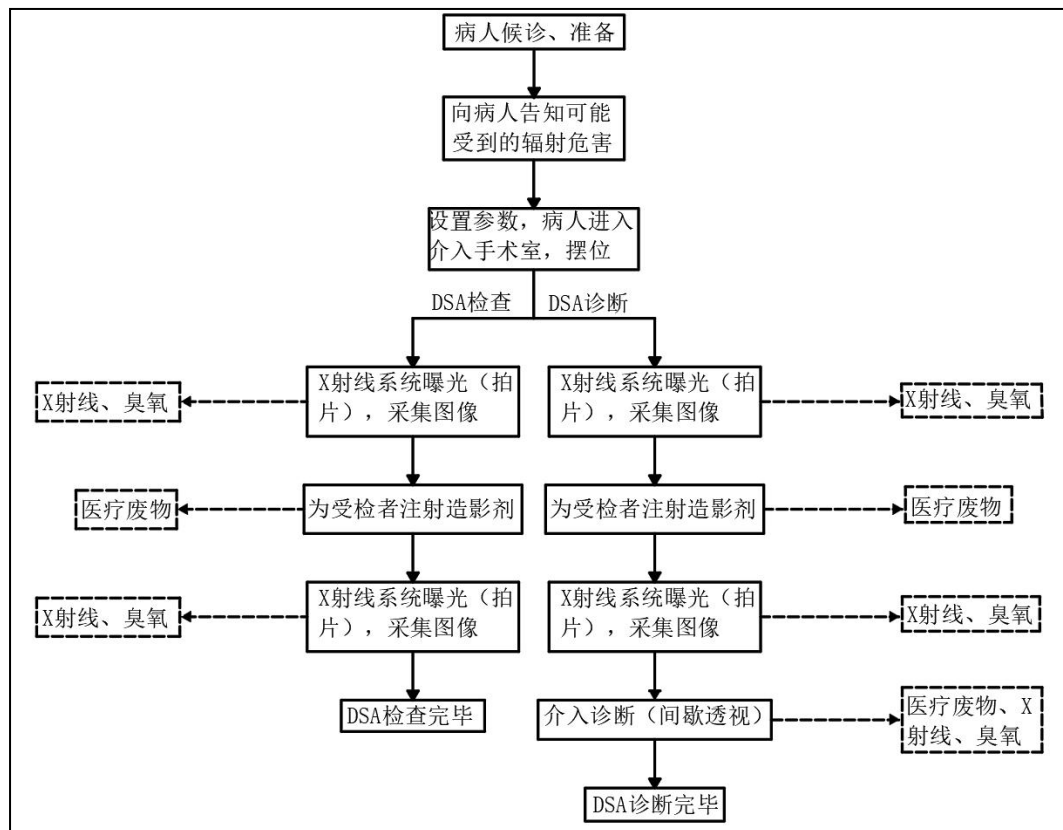 病人候诊、准备
向病人告知可能
受到的辐射危害
设置参数，病人进入
介入手术室，摆位
DSA检查
DSA诊断
X射线系统曝光（拍
片），采集图像
X射线系统曝光（拍
片），采集图像
X射线、臭氧
X射线、臭氧
医疗废物
为受检者注射造影剂
为受检者注射造影剂
医疗废物
X射线、臭氧
X射线系统曝光（拍
片），采集图像
X射线系统曝光（拍
片），采集图像
X射线、臭氧
DSA检查完毕
介入诊断（间歇透视）
医疗废物、X
射线、臭氧
DSA诊断完毕